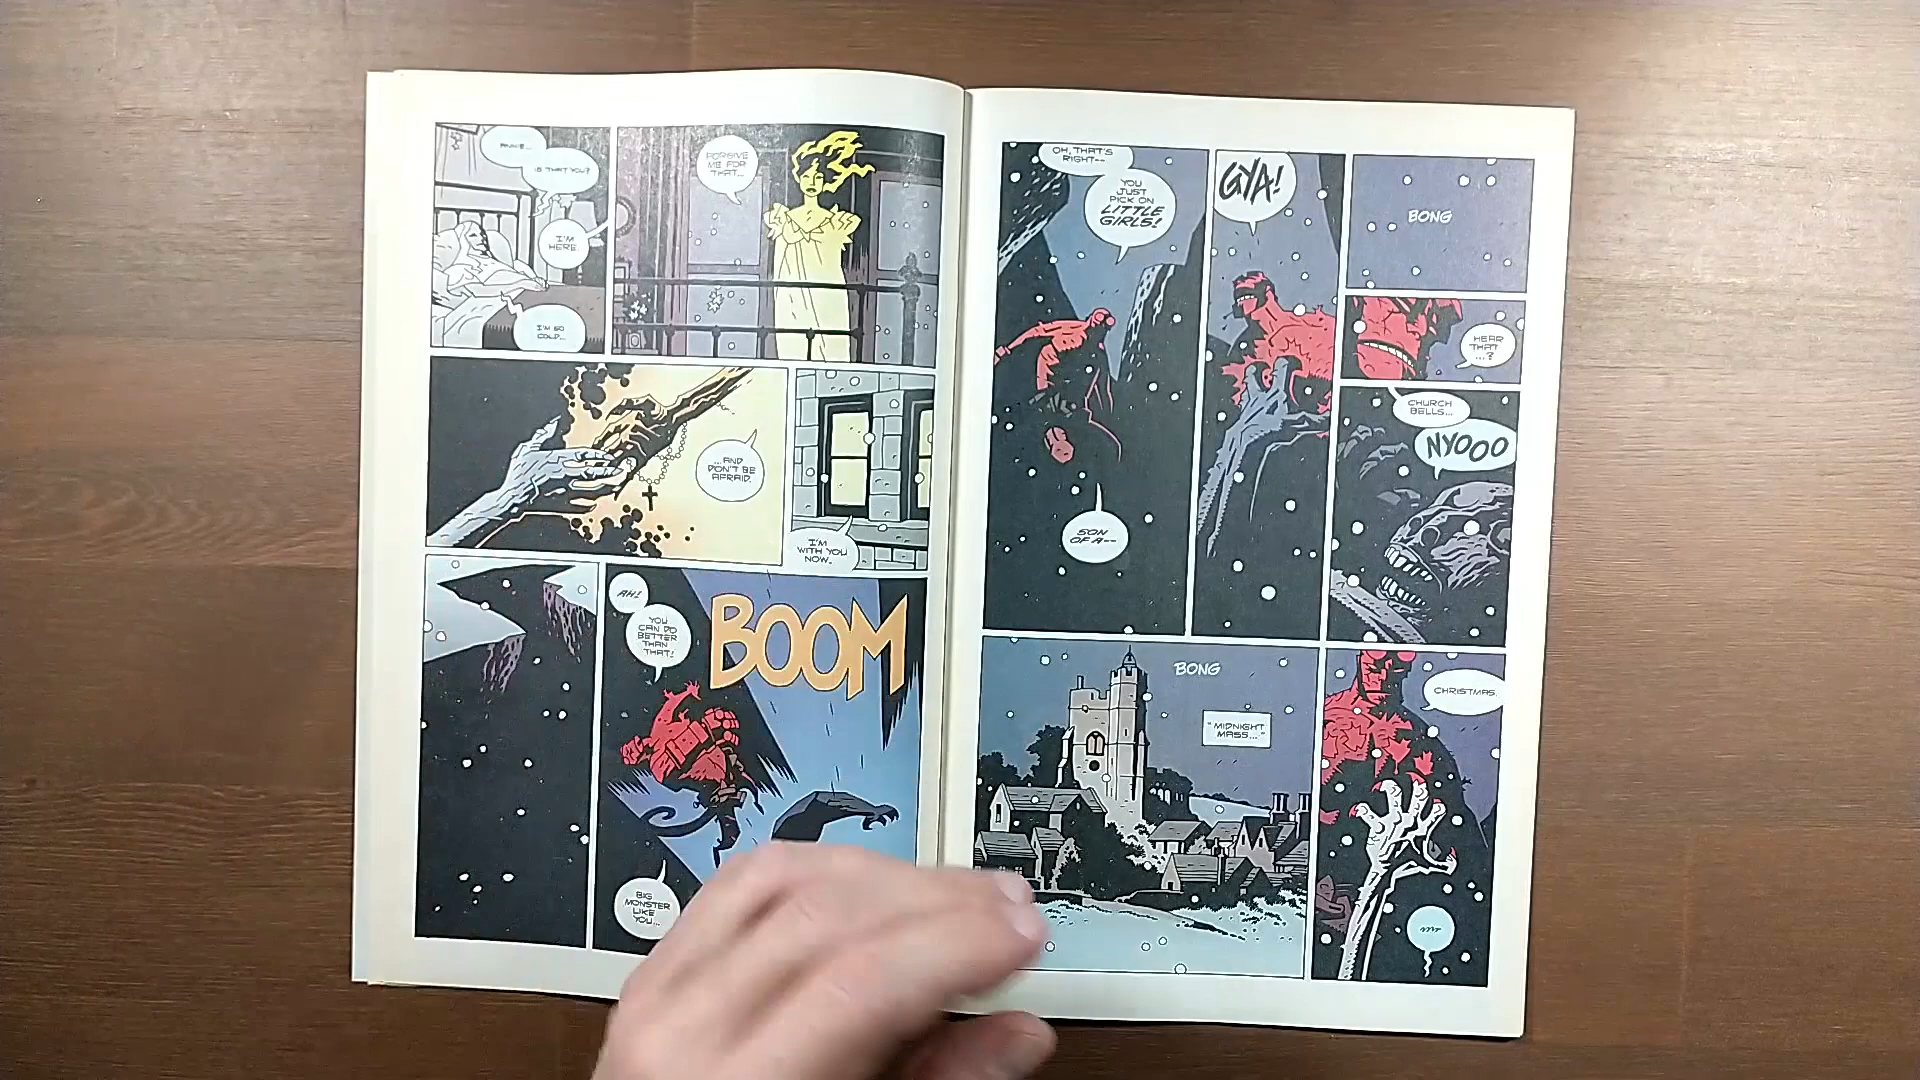 ANNIE...
IS THAT YOU?
I'M
HERE.
I'M SO
COLD...
FORGIVE
ME FOR
THAT...
...AND
DON'T BE
AFRAID.
I'M
WITH YOU
NOW.
AH!
YOU
CAN DO
BETTER
THAN
THAT!
BOOM
BIG
MONSTER
LIKE
YOU...
OH, THAT'S
RIGHT--
YOU
JUST
PICK ON
LITTLE
GIRLS!
SON
OF A--
GYA!
BONG
HEAR
THAT
...?
CHURCH
BELLS...
NYOOO
BONG
"MIDNIGHT
MASS..."
CHRISTMAS.